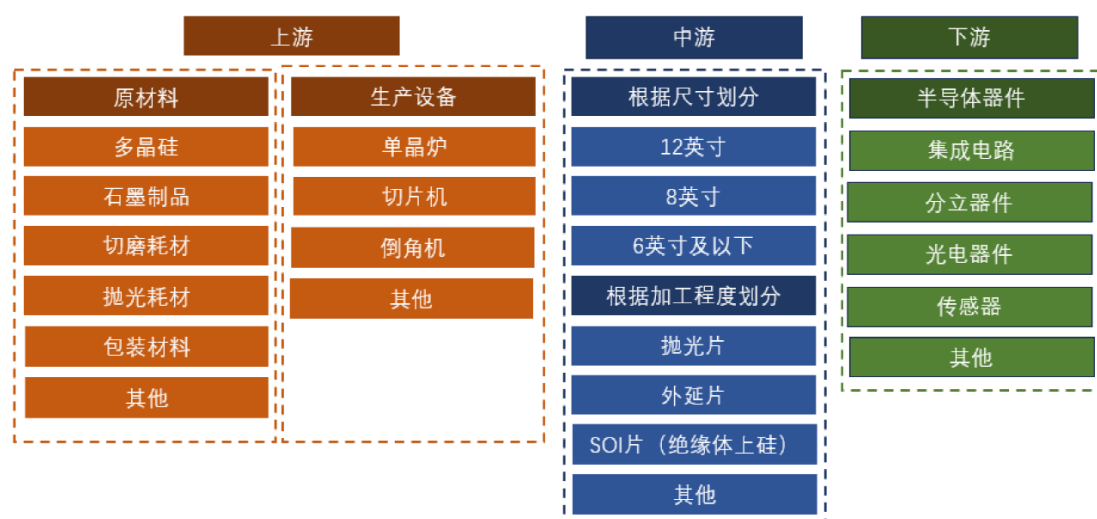 上游
中游
下游
原材料
多晶硅
石墨制品
切磨耗材
抛光耗材
包装材料
其他
生产设备
单晶炉
切片机
倒角机
其他
根据尺寸划分
12英寸
8英寸
6英寸及以下
根据加工程度划分
抛光片
外延片
SOI片（绝缘体上硅）
其他
半导体器件
集成电路
分立器件
光电器件
传感器
其他